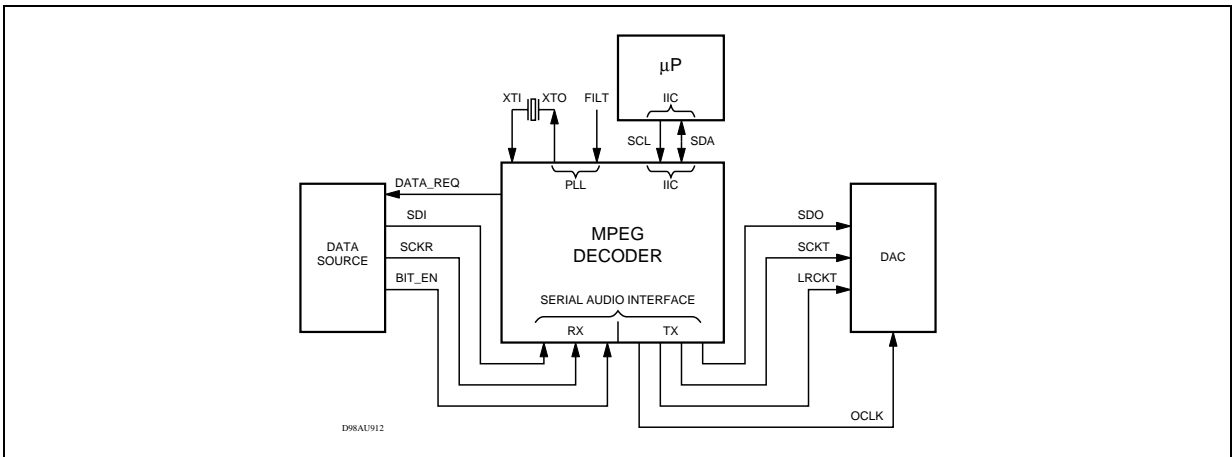 μP
XTI XTO FILT IIC
SCL SDA
DATA_REQ PLL IIC
SDI SDO
MPEG
DATA SCKR DECODER SCKT DAC
SOURCE
BIT_EN LRCKT
SERIAL AUDIO INTERFACE
RX TX
OCLK
D98AU912